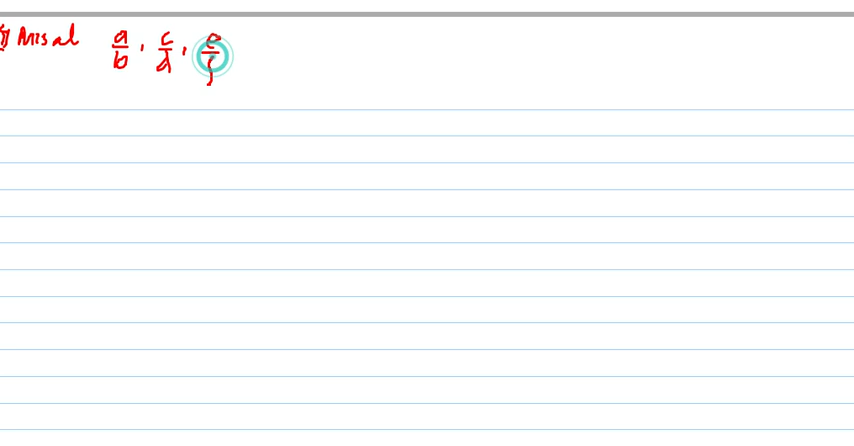 Misal a/b , c/d , e/f